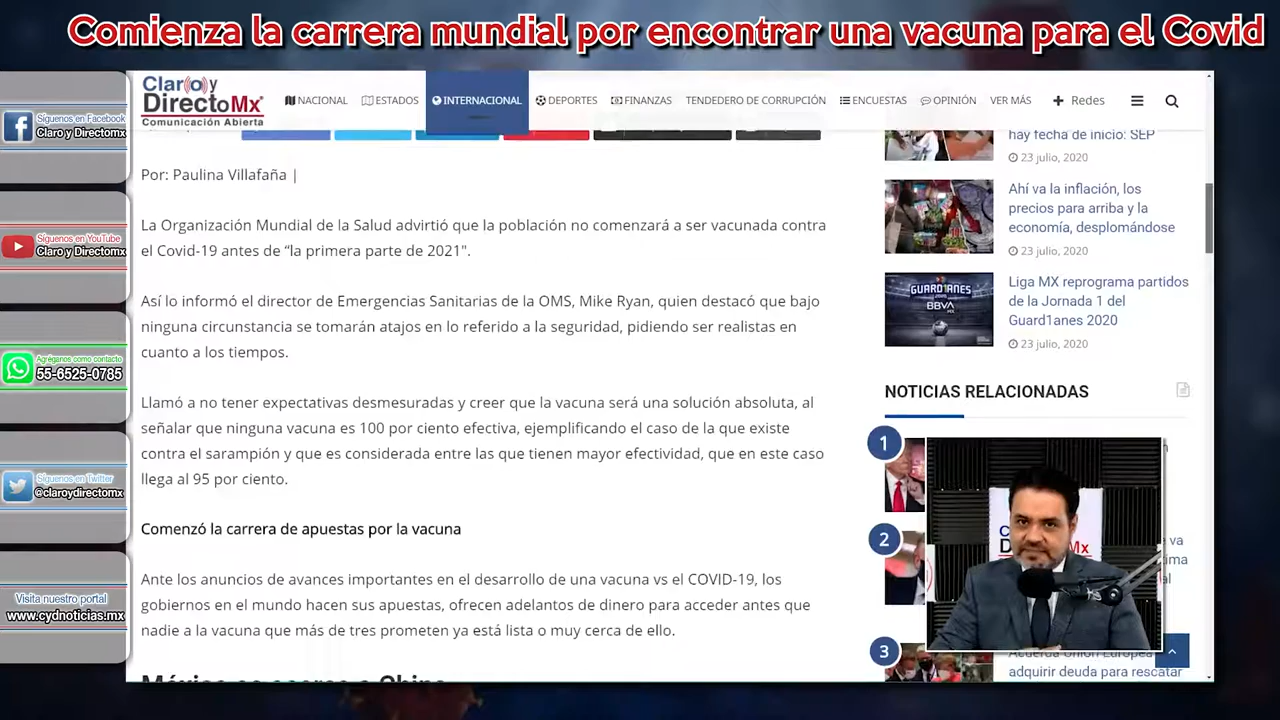 Comienza la carrera mundial por encontrar una vacuna para el Covid
Claro y
DirectoMx
Comunicación Abierta
NACIONAL
ESTADOS
INTERNACIONAL
DEPORTES
FINANZAS
TENDEDERO DE CORRUPCIÓN
ENCUESTAS
OPINIÓN
VER MÁS
Redes
Síguenos en Facebook
Claro y Directomx
Síguenos en YouTube
Claro y Directomx
Agréganos como contacto
55-6525-0785
Síguenos en Twitter
@claroydirectomx
Visita nuestro portal
www.cydnoticias.mx
Por: Paulina Villafaña |
La Organización Mundial de la Salud advirtió que la población no comenzará a ser vacunada contra
el Covid-19 antes de “la primera parte de 2021".
Así lo informó el director de Emergencias Sanitarias de la OMS, Mike Ryan, quien destacó que bajo
ninguna circunstancia se tomarán atajos en lo referido a la seguridad, pidiendo ser realistas en
cuanto a los tiempos.
Llamó a no tener expectativas desmesuradas y creer que la vacuna será una solución absoluta, al
señalar que ninguna vacuna es 100 por ciento efectiva, ejemplificando el caso de la que existe
contra el sarampión y que es considerada entre las que tienen mayor efectividad, que en este caso
llega al 95 por ciento.
Comenzó la carrera de apuestas por la vacuna
Ante los anuncios de avances importantes en el desarrollo de una vacuna vs el COVID-19, los
gobiernos en el mundo hacen sus apuestas, ofrecen adelantos de dinero para acceder antes que
nadie a la vacuna que más de tres prometen ya está lista o muy cerca de ello.
hay fecha de inicio: SEP
23 julio, 2020
Ahí va la inflación, los
precios para arriba y la
economía, desplomándose
23 julio, 2020
GUARD1ANES
2020
BBVA
MX
Liga MX reprograma partidos
de la Jornada 1 del
Guard1anes 2020
23 julio, 2020
NOTICIAS RELACIONADAS
1
2
va
3
Acuerda Unión Europea
adquirir deuda para rescatar